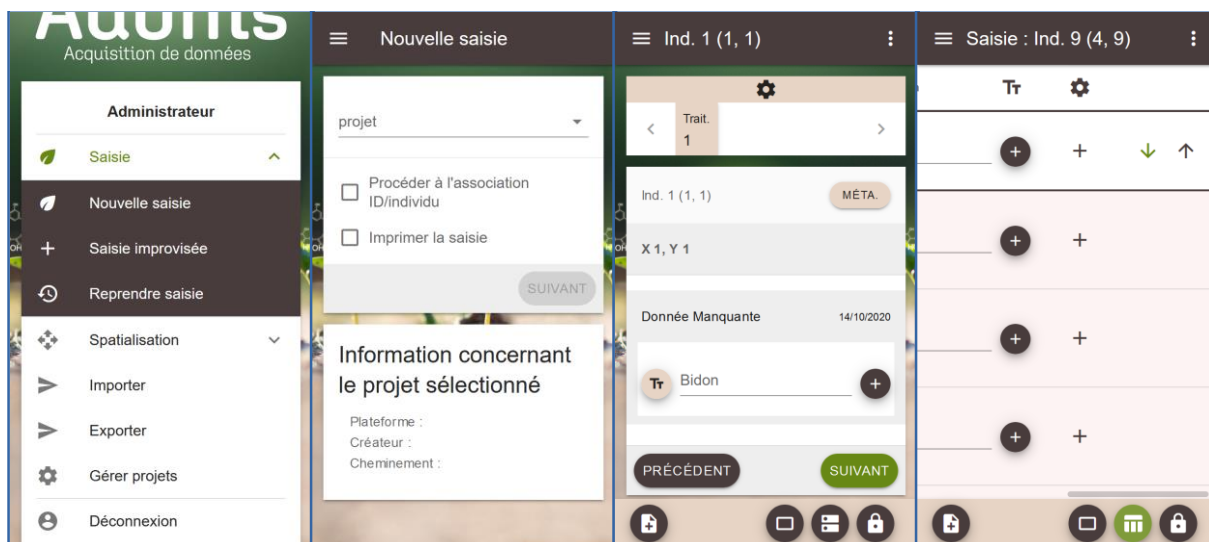 Adonis
Acquisition de données
Administrateur
Saisie
Nouvelle saisie
Saisie improvisée
Reprendre saisie
Spatialisation
Importer
Exporter
Gérer projets
Déconnexion
Nouvelle saisie
projet
Procéder à l'association
ID/individu
Imprimer la saisie
SUIVANT
Information concernant
le projet sélectionné
Plateforme :
Créateur :
Cheminement :
Ind. 1 (1, 1)
Trait.
1
Ind. 1 (1, 1)
MÉTA.
X 1, Y 1
Donnée Manquante 14/10/2020
Tт Bidon
PRÉCÉDENT SUIVANT
Saisie : Ind. 9 (4, 9)
Tт